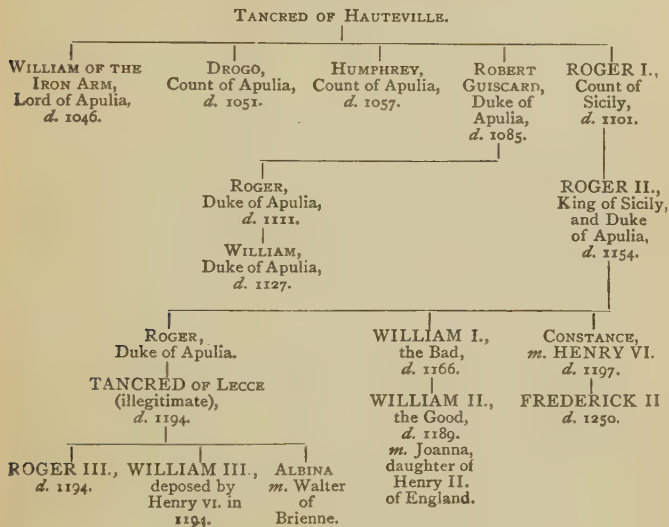 TANCRED OF HAUTEVILLE.
WILLIAM OF THE
IRON ARM,
Lord of Apulia,
d. 1046.
DROGO,
Count of Apulia,
d. 1051.
HUMPHREY,
Count of Apulia,
d. 1057.
ROBERT
GUISCARD,
Duke of
Apulia,
d. 1085.
ROGER I.,
Count of
Sicily,
d. 1101.
ROGER,
Duke of Apulia,
d. 1111.
WILLIAM,
Duke of Apulia,
d. 1127.
ROGER II.,
King of Sicily,
and Duke
of Apulia,
d. 1154.
ROGER,
Duke of Apulia.
TANCRED OF LECCE
(illegitimate),
d. 1194.
WILLIAM I.,
the Bad,
d. 1166.
WILLIAM II.,
the Good,
d. 1189.
m. Joanna,
daughter of
Henry II.
of England.
CONSTANCE,
m. HENRY VI.
d. 1197.
FREDERICK II
d. 1250.
ROGER III.,
d. 1194.
WILLIAM III.,
deposed by
Henry VI. in
1194.
ALBINA
m. Walter
of
Brienne.